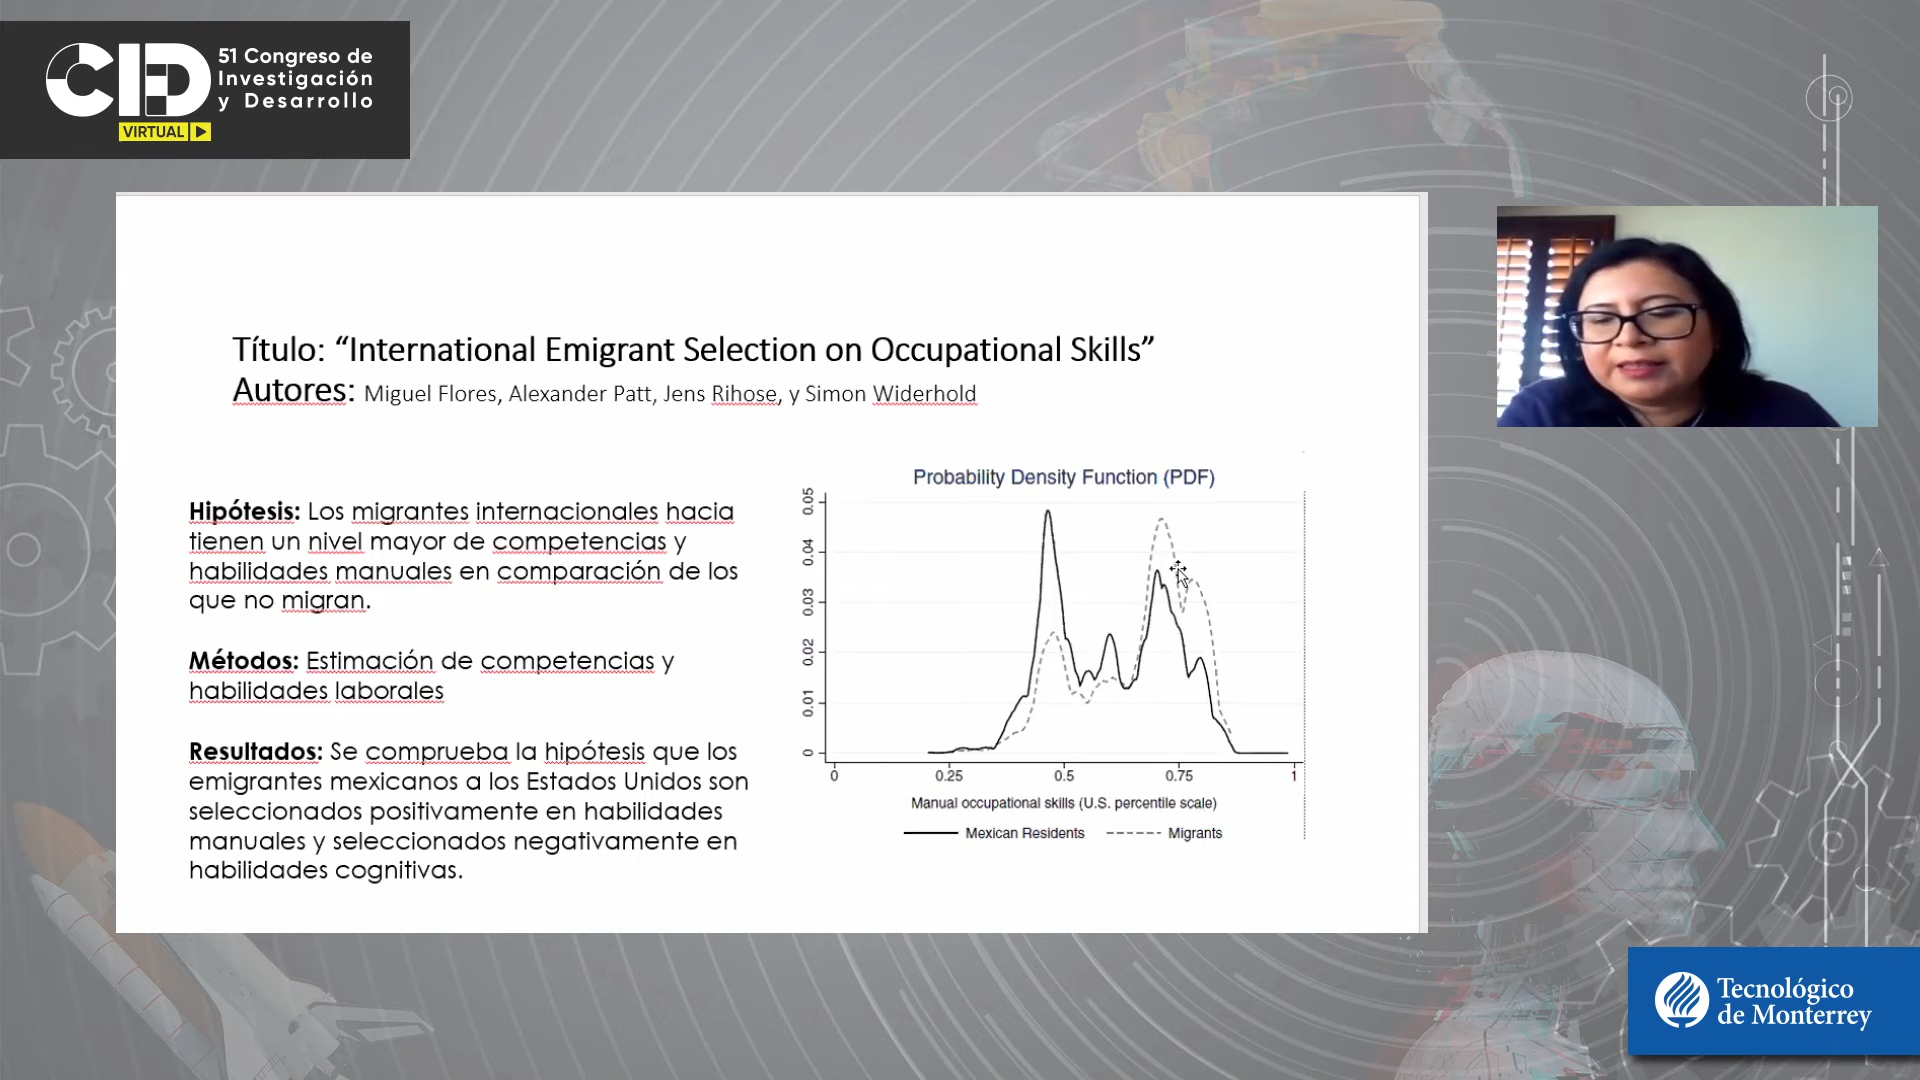 CID
51 Congreso de
Investigación
y Desarrollo
VIRTUAL
Título: “International Emigrant Selection on Occupational Skills”
Autores: Miguel Flores, Alexander Patt, Jens Rihose, y Simon Widerhold
Hipótesis: Los migrantes internacionales hacia
tienen un nivel mayor de competencias y
habilidades manuales en comparación de los
que no migran.
Métodos: Estimación de competencias y
habilidades laborales
Resultados: Se comprueba la hipótesis que los
emigrantes mexicanos a los Estados Unidos son
seleccionados positivamente en habilidades
manuales y seleccionados negativamente en
habilidades cognitivas.
Probability Density Function (PDF)
0.05
0.04
0.03
0.02
0.01
0
0 0.25 0.5 0.75 1
Manual occupational skills (U.S. percentile scale)
Mexican Residents Migrants
Tecnológico
de Monterrey